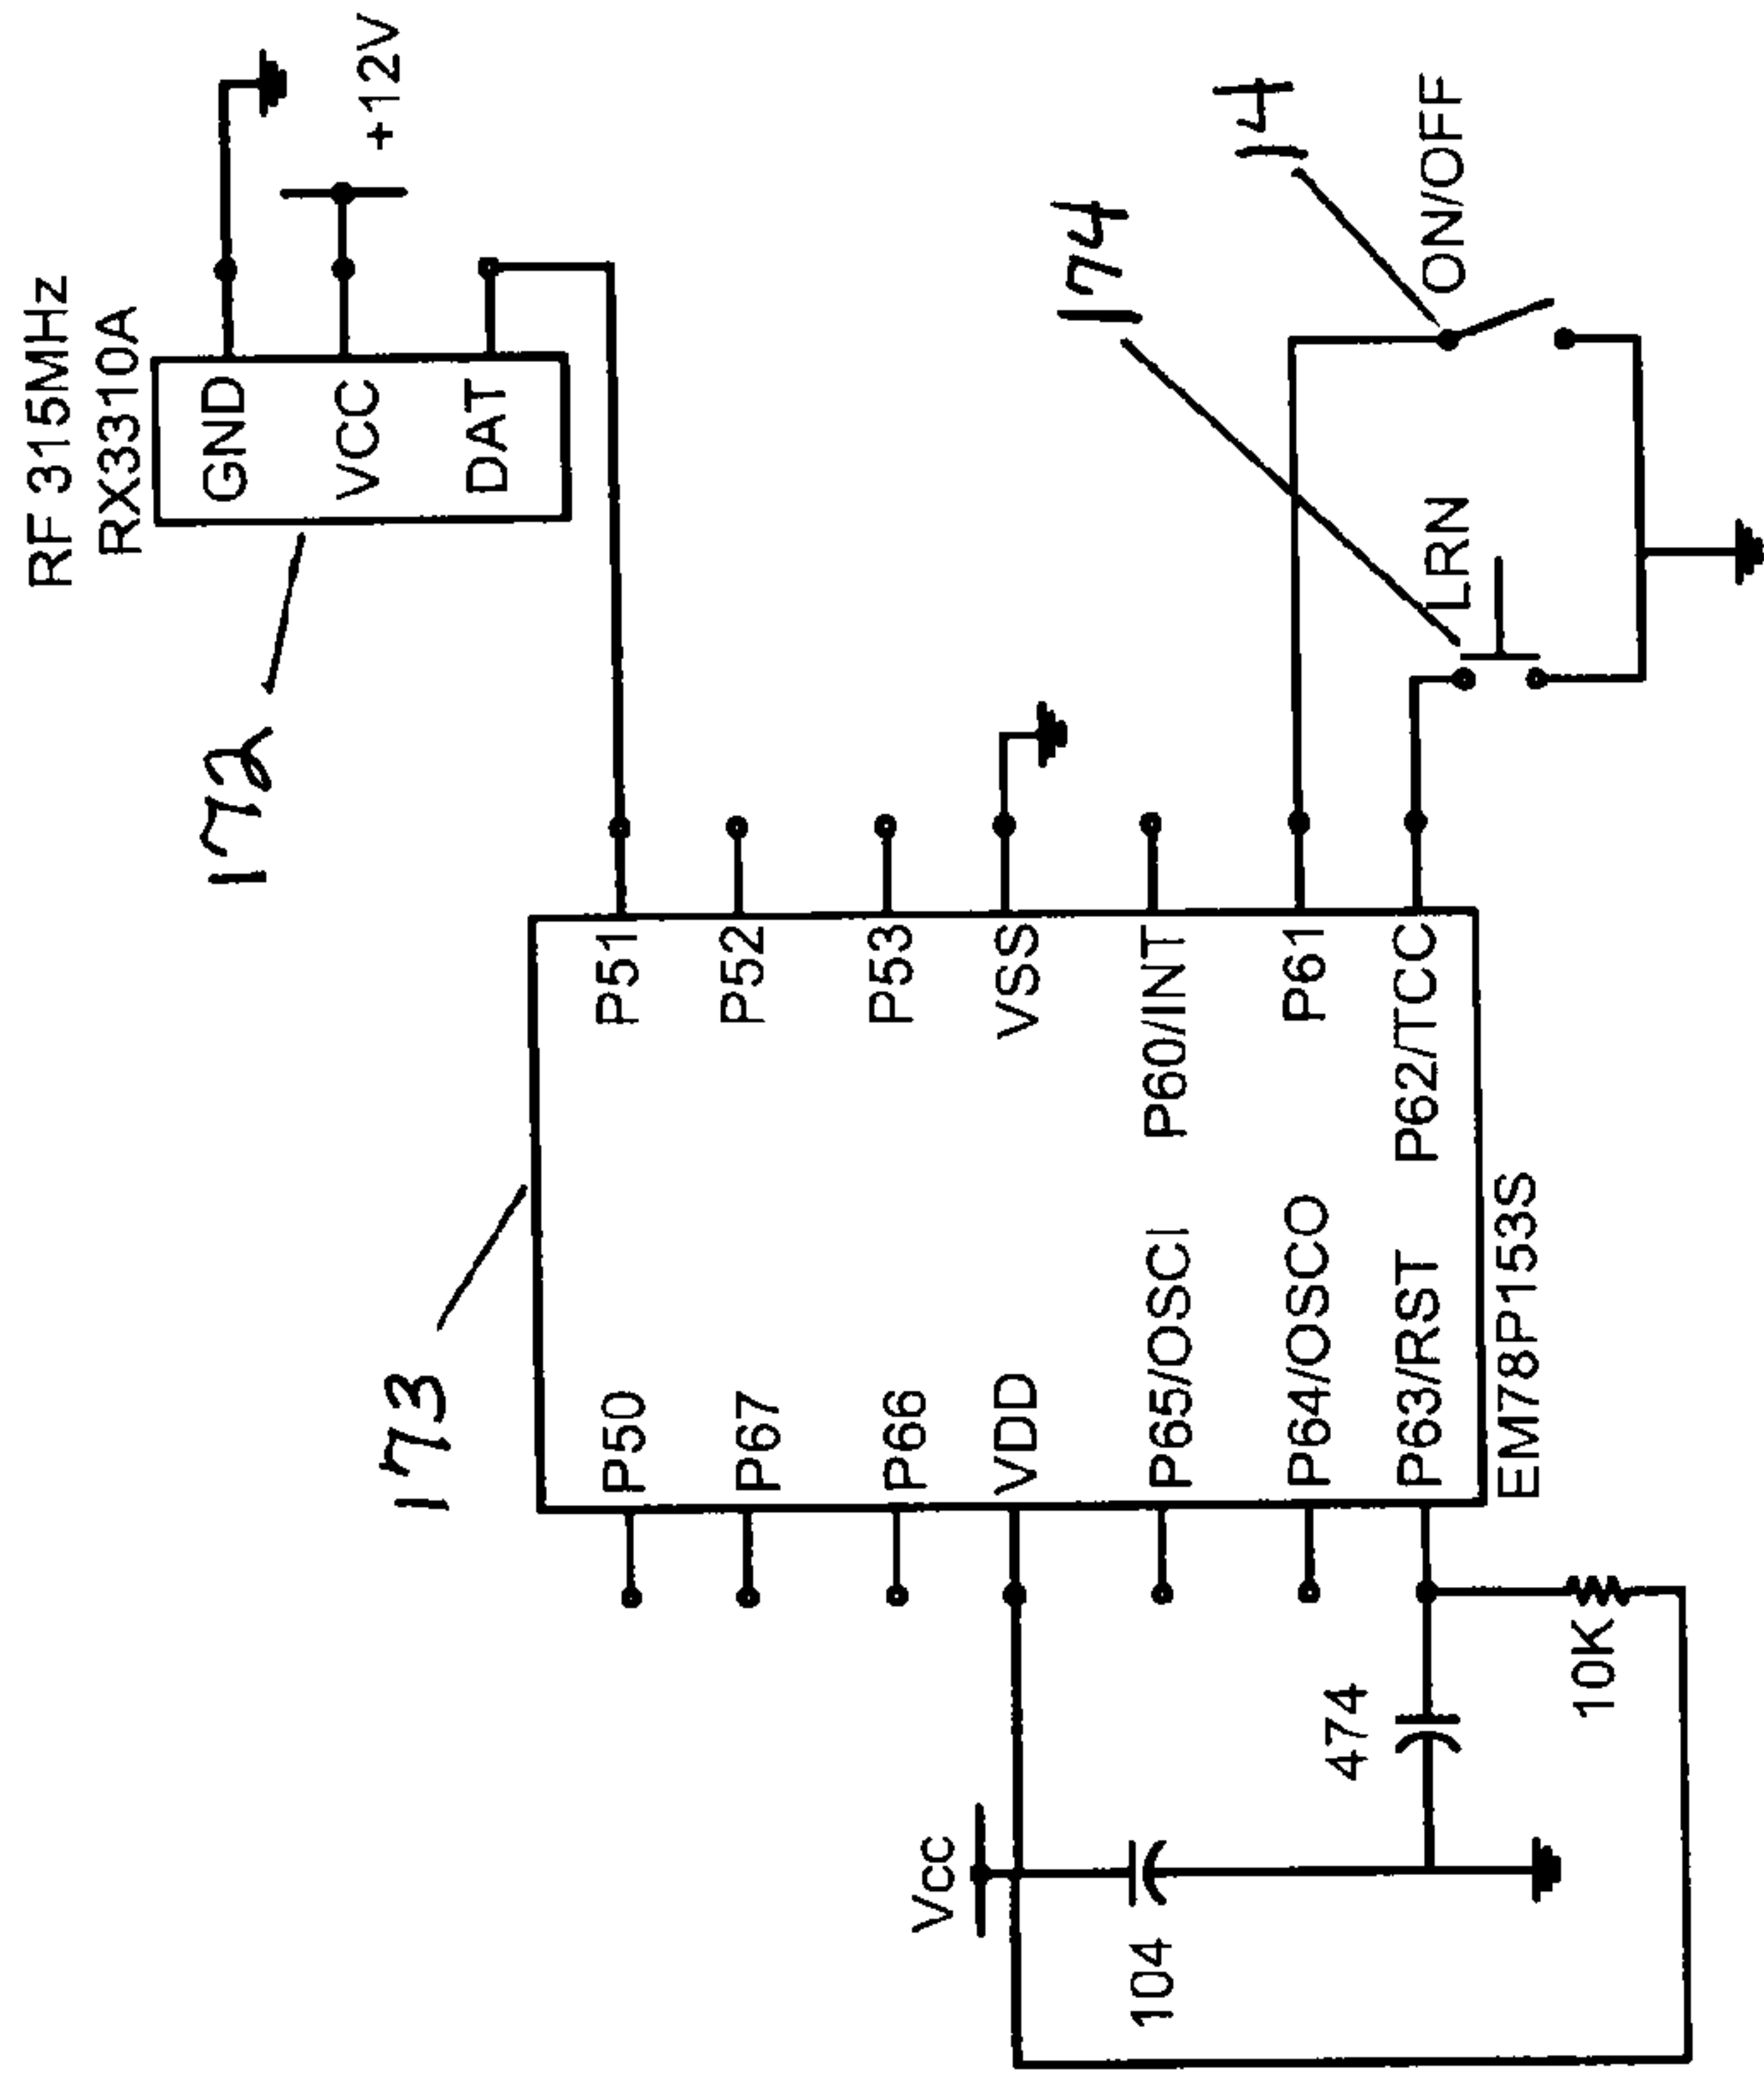 RF 315MHz
RX3310A
GND
VCC
DAT
+12V
172
173
P50
P67
P66
VDD
P65/OSCI
P64/OSCO
P63/RST
P51
P52
P53
VSS
P60/INT
P61
P62/TCC
EM78P153S
Vcc
104
474
10K
174
14
LRN
ON/OFF